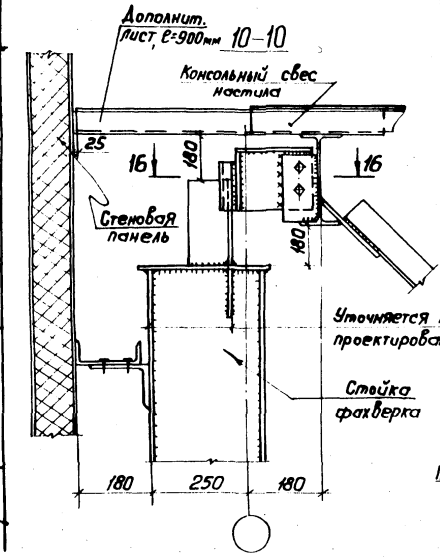 Дополнит.
лист, ℓ=900мм 10-10
Консольный свес
настила
25
16
180
16
Стеновая
панель
180
Уточняется
проектирова
Стойка
фахверка
180 250 180